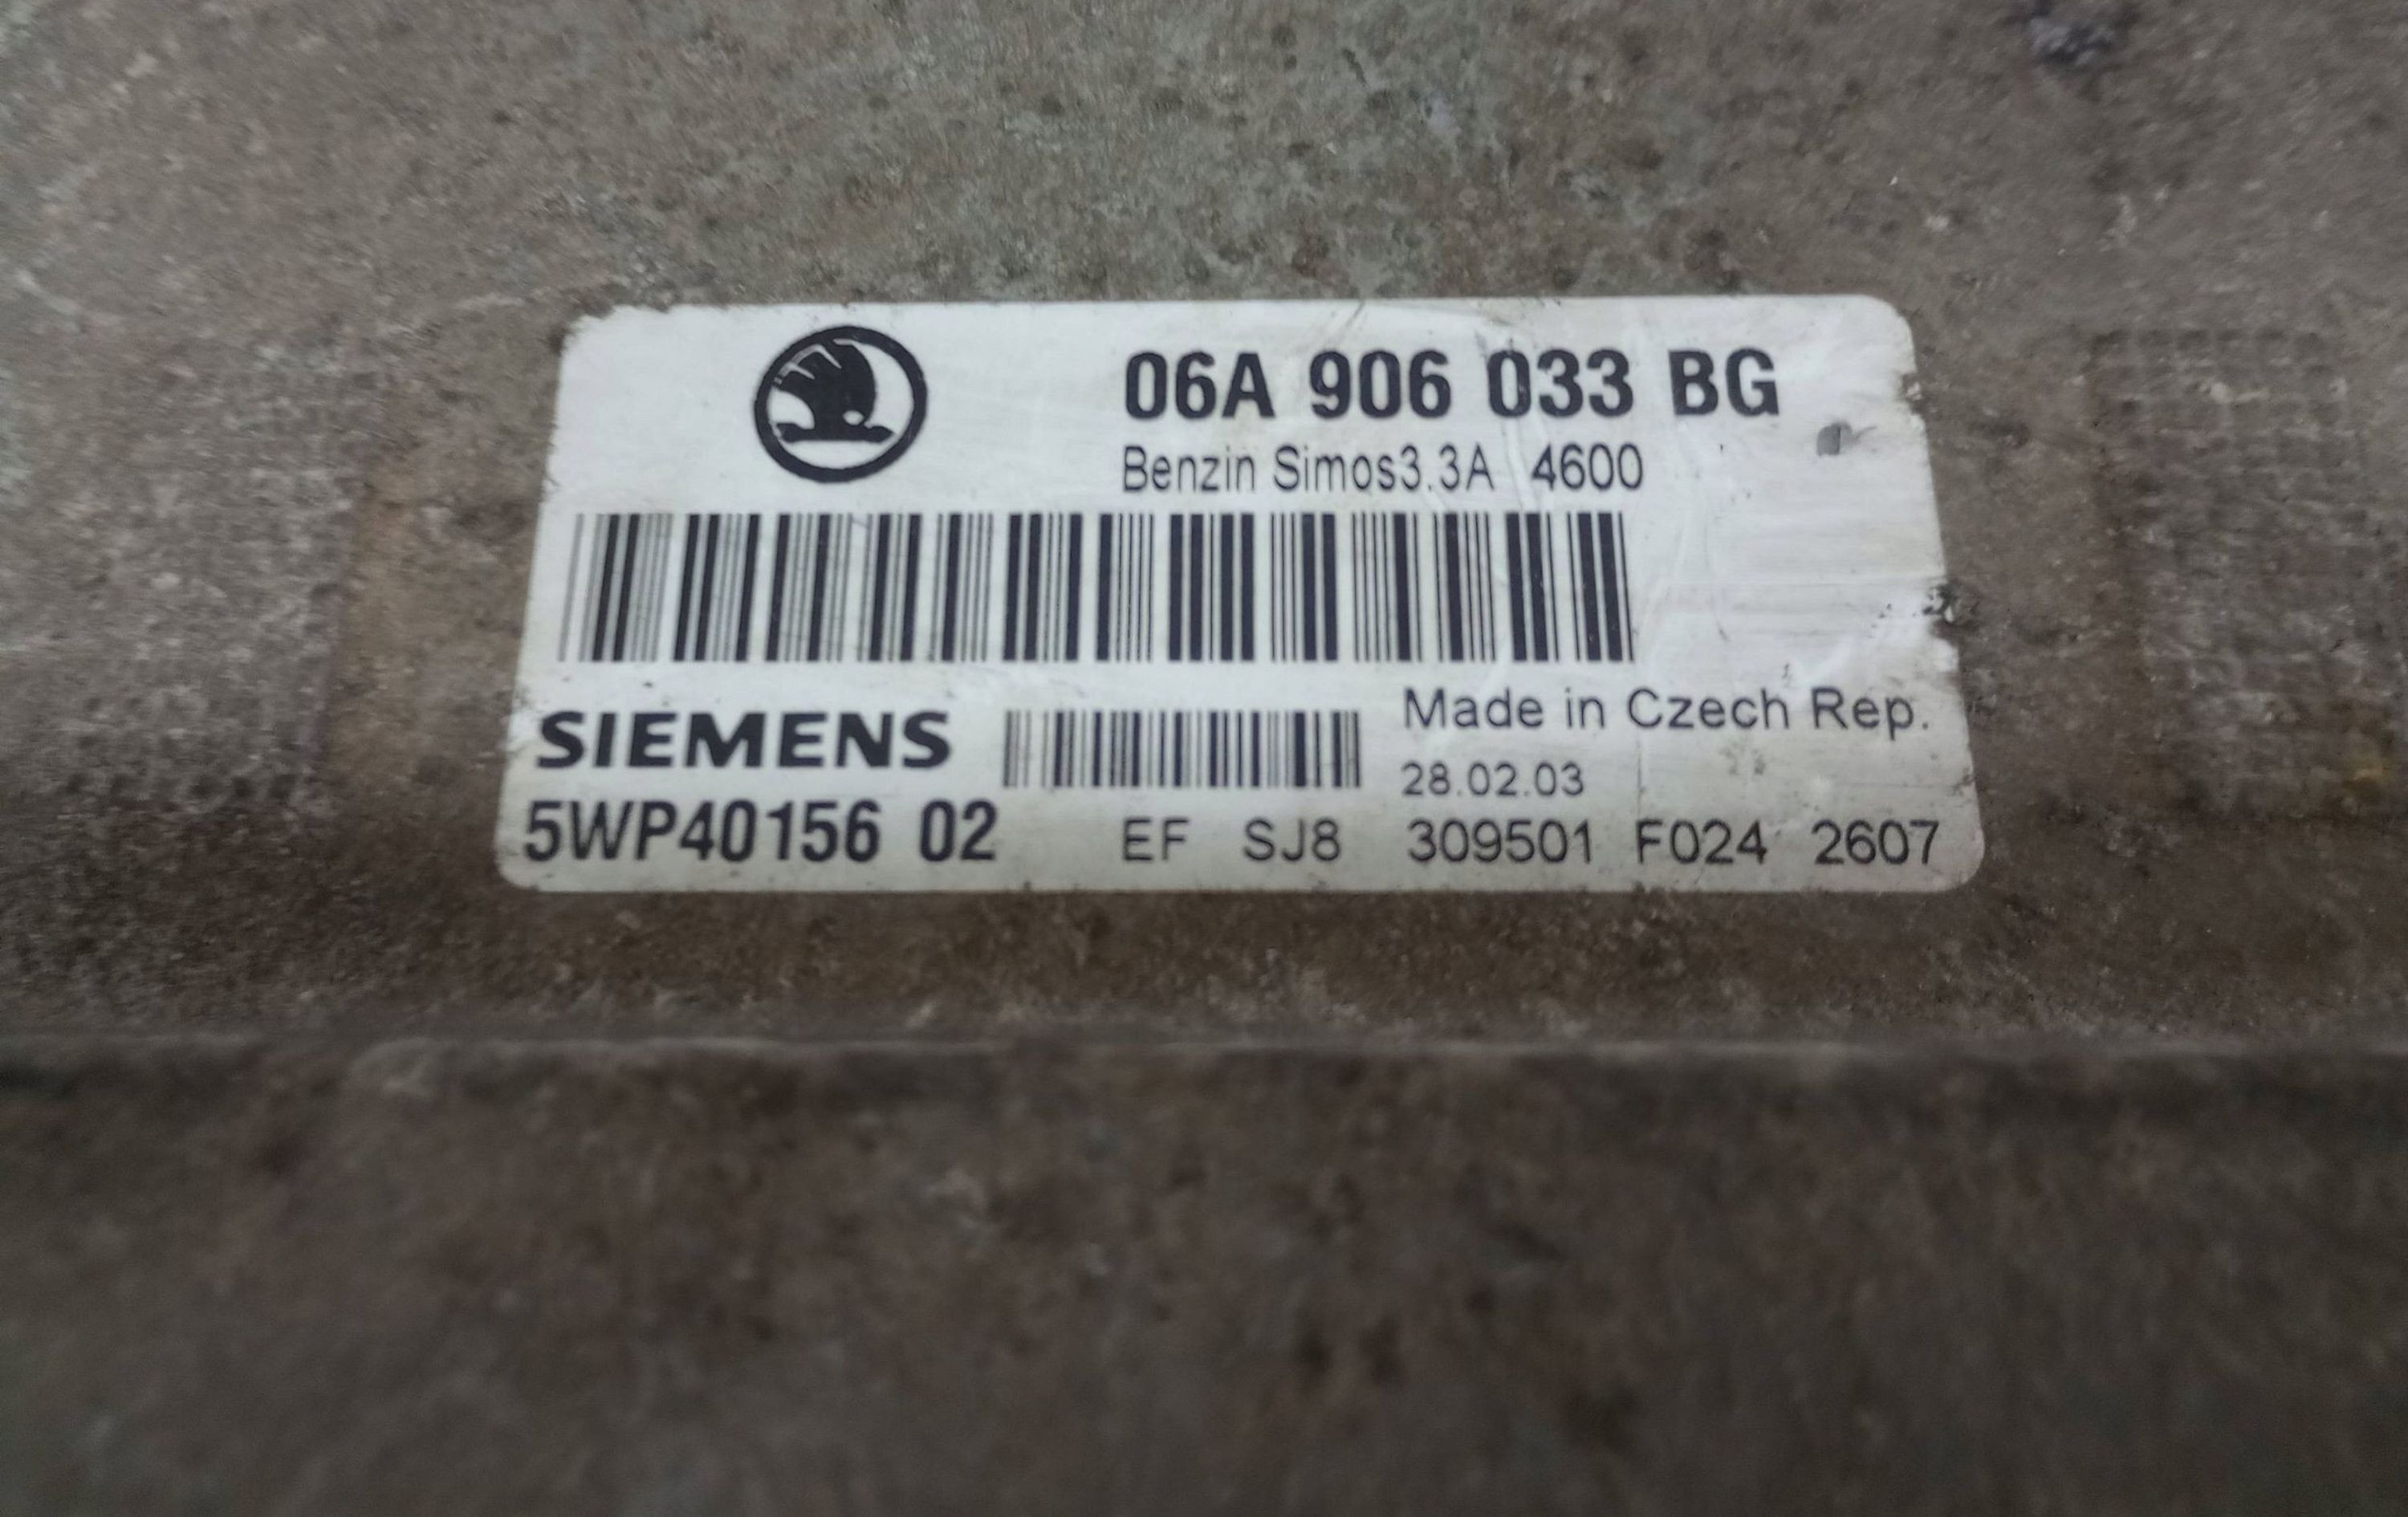 06A 906 033 BG
Benzin Simos3.3A 4600
SIEMENS
Made in Czech Rep.
28.02.03
5WP40156 02 EF SJ8 309501 F024 2607